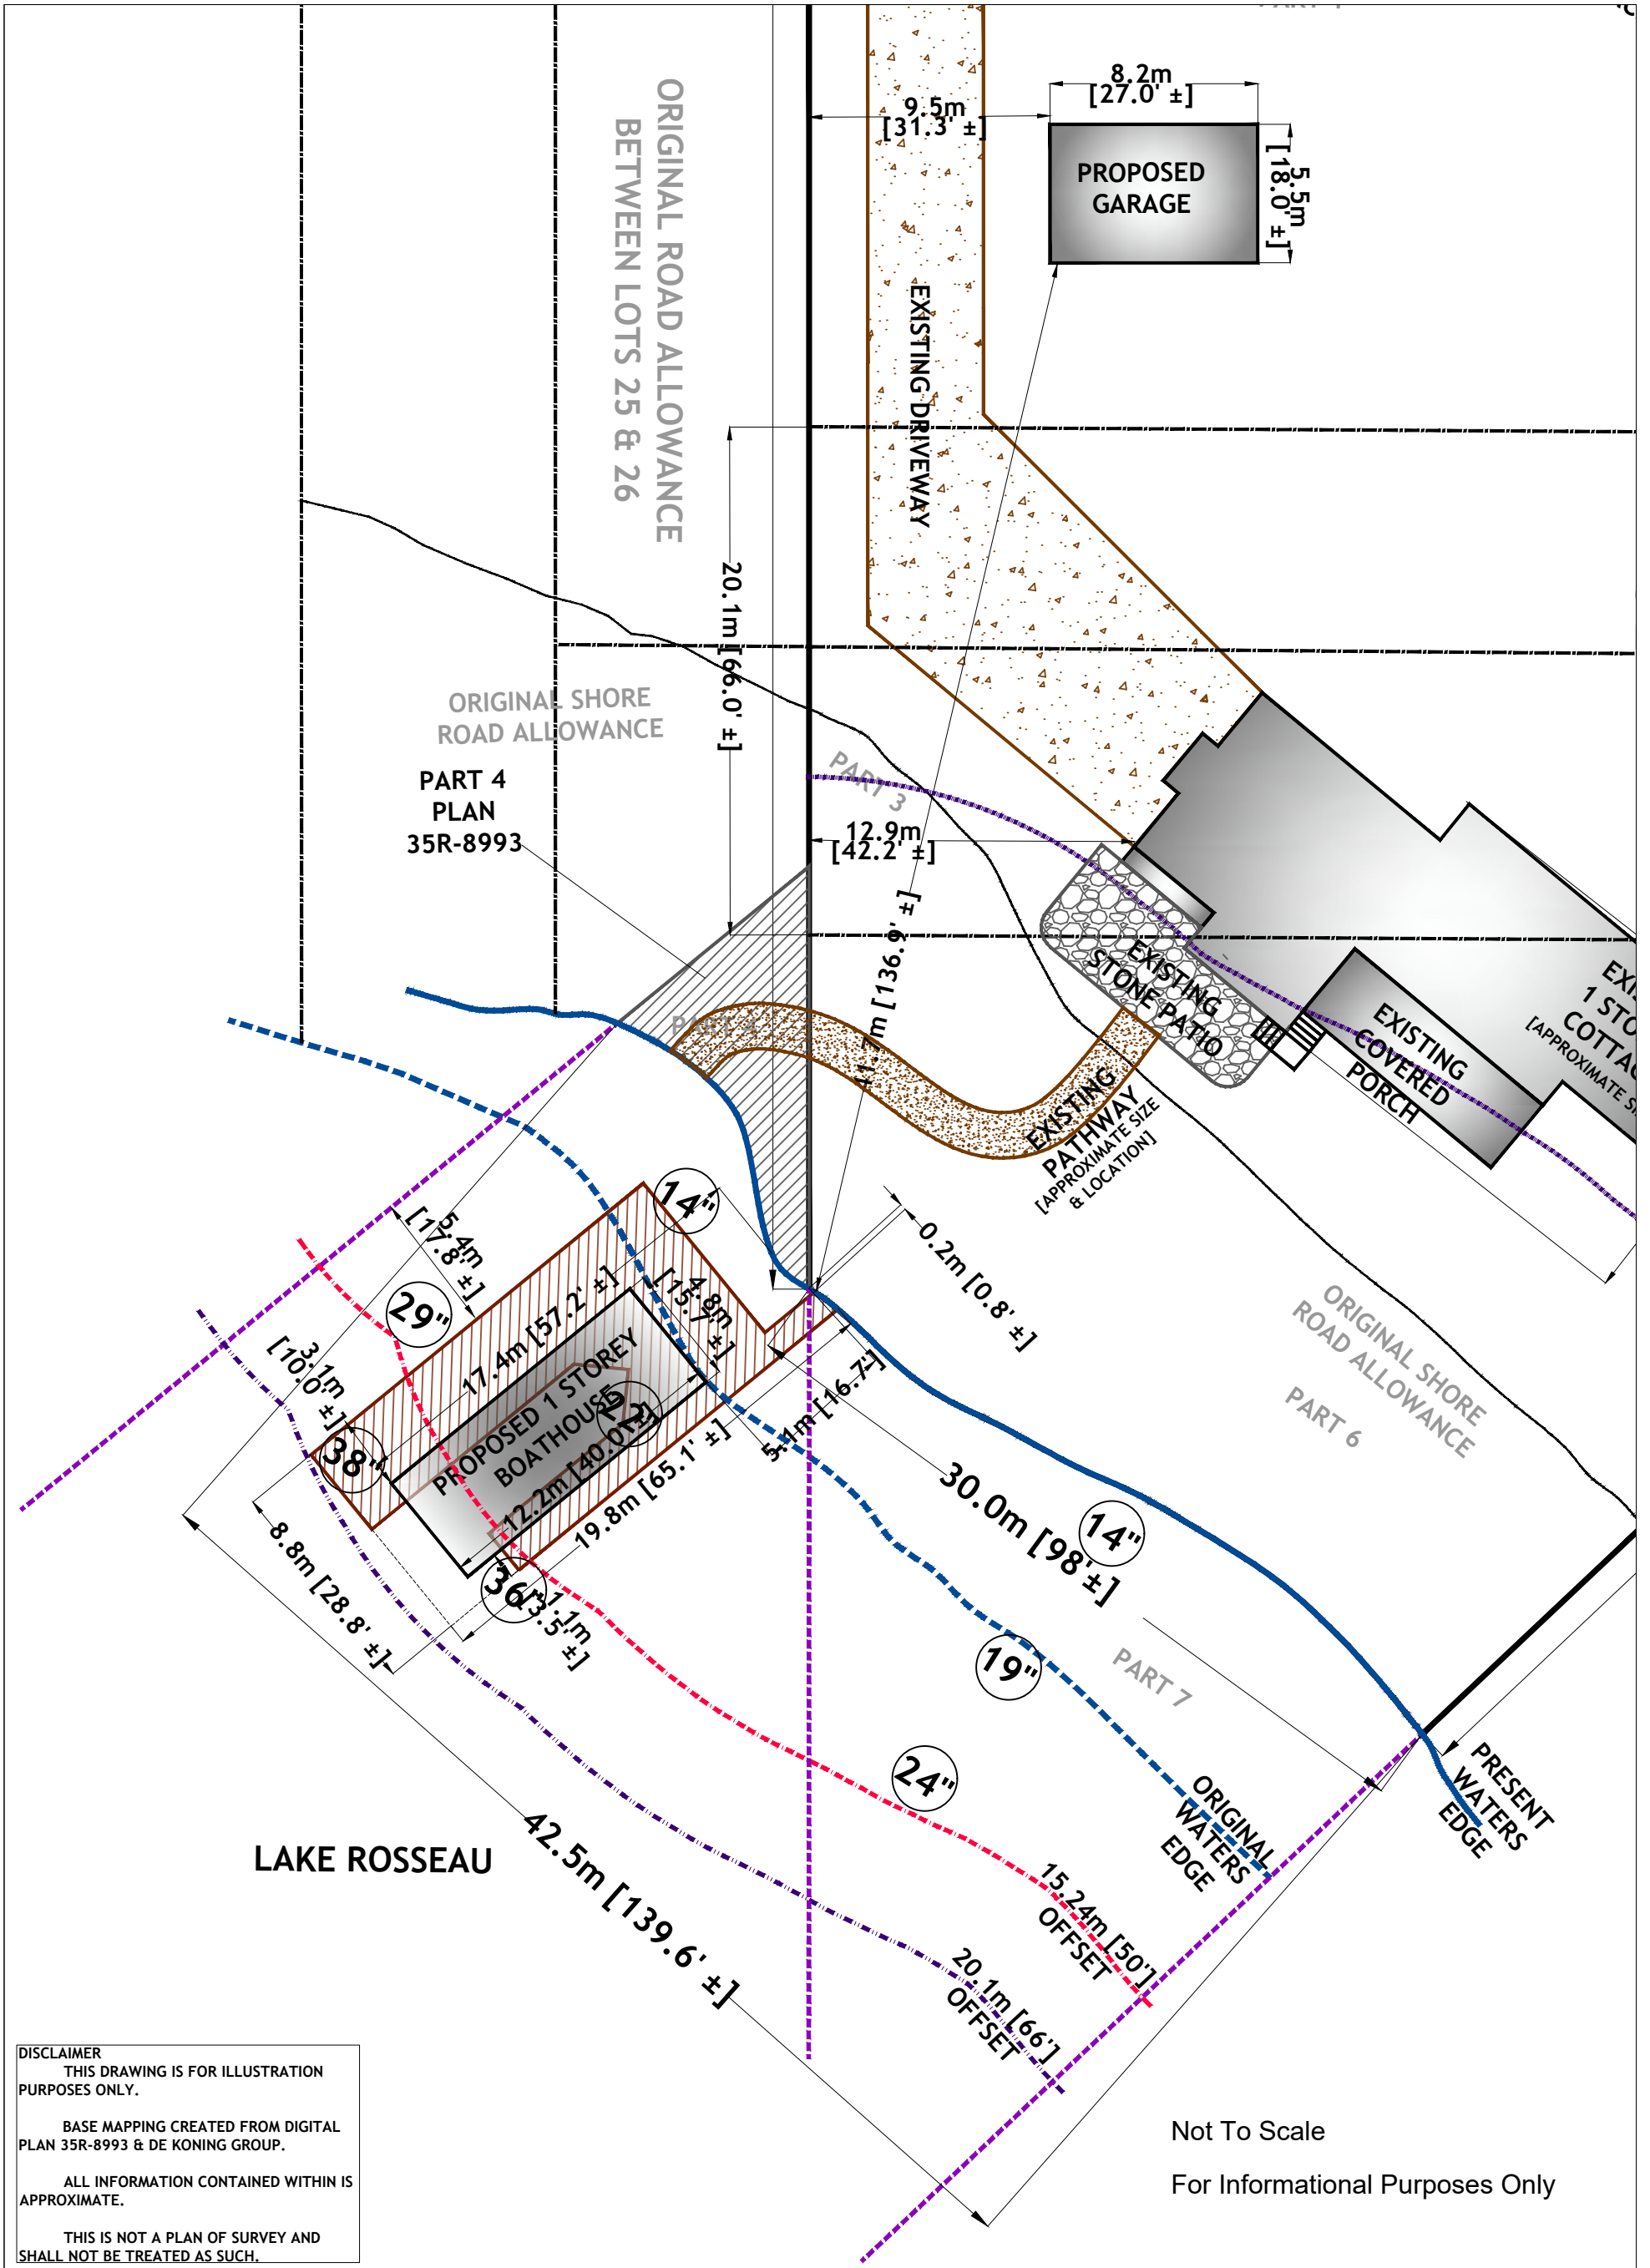 8.2m
[27.0' ±]
9.5m
[31.3' ±]
PROPOSED
GARAGE
5.5m
[18.0' ±]
ORIGINAL ROAD ALLOWANCE
BETWEEN LOTS 25 & 26
EXISTING DRIVEWAY
20.1m [66.0' ±]
ORIGINAL SHORE
ROAD ALLOWANCE
PART 4
PLAN
35R-8993
PART 3
12.9m
[42.2' ±]
41.7m [136.9' ±]
EXISTING
STONE PATIO
EXISTING
COVERED
PORCH
EXISTING
PATHWAY
[APPROXIMATE SIZE
& LOCATION]
14"
5.4m
[17.8' ±]
29"
17.4m [57.2' ±]
4.8m
[15.7' ±]
0.2m [0.8' ±]
3.1m
[10.0' ±]
38"
PROPOSED 1 STOREY
BOATHOUSE
22"
12.2m [40.0' ±]
19.8m [65.1' ±]
5.1m [16.7']
36"
1.1m
[3.5' ±]
8.8m [28.8' ±]
30.0m [98'±]
14"
ORIGINAL SHORE
ROAD ALLOWANCE
PART 6
19"
PART 7
24"
PRESENT
WATERS
EDGE
ORIGINAL
WATERS
EDGE
15.24m [50']
OFFSET
20.1m [66']
OFFSET
LAKE ROSSEAU
42.5m [139.6' ±]
DISCLAIMER
THIS DRAWING IS FOR ILLUSTRATION
PURPOSES ONLY.
BASE MAPPING CREATED FROM DIGITAL
PLAN 35R-8993 & DE KONING GROUP.
ALL INFORMATION CONTAINED WITHIN IS
APPROXIMATE.
THIS IS NOT A PLAN OF SURVEY AND
SHALL NOT BE TREATED AS SUCH.
Not To Scale
For Informational Purposes Only